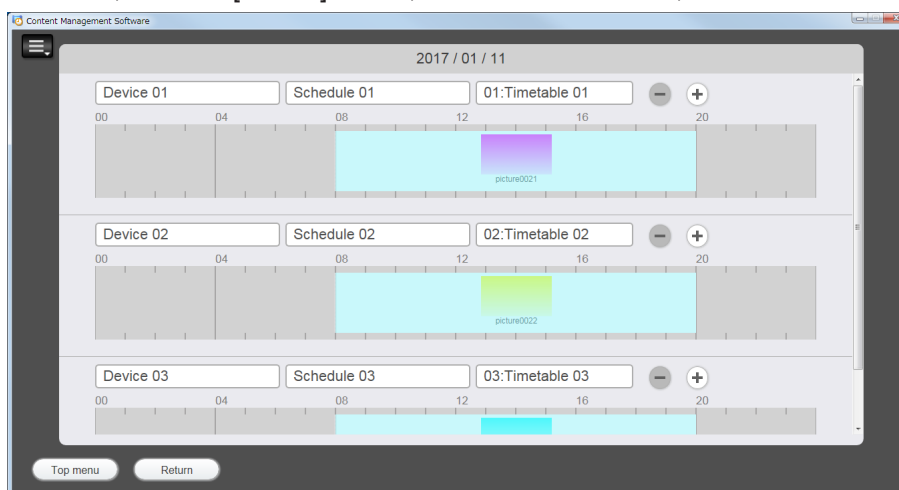 Content Management Software
2017 / 01 / 11
Device 01 Schedule 01 01:Timetable 01
00 04 08 12 16 20
picture0021
Device 02 Schedule 02 02:Timetable 02
00 04 08 12 16 20
picture0022
Device 03 Schedule 03 03:Timetable 03
00 04 08 12 16 20
Top menu Return